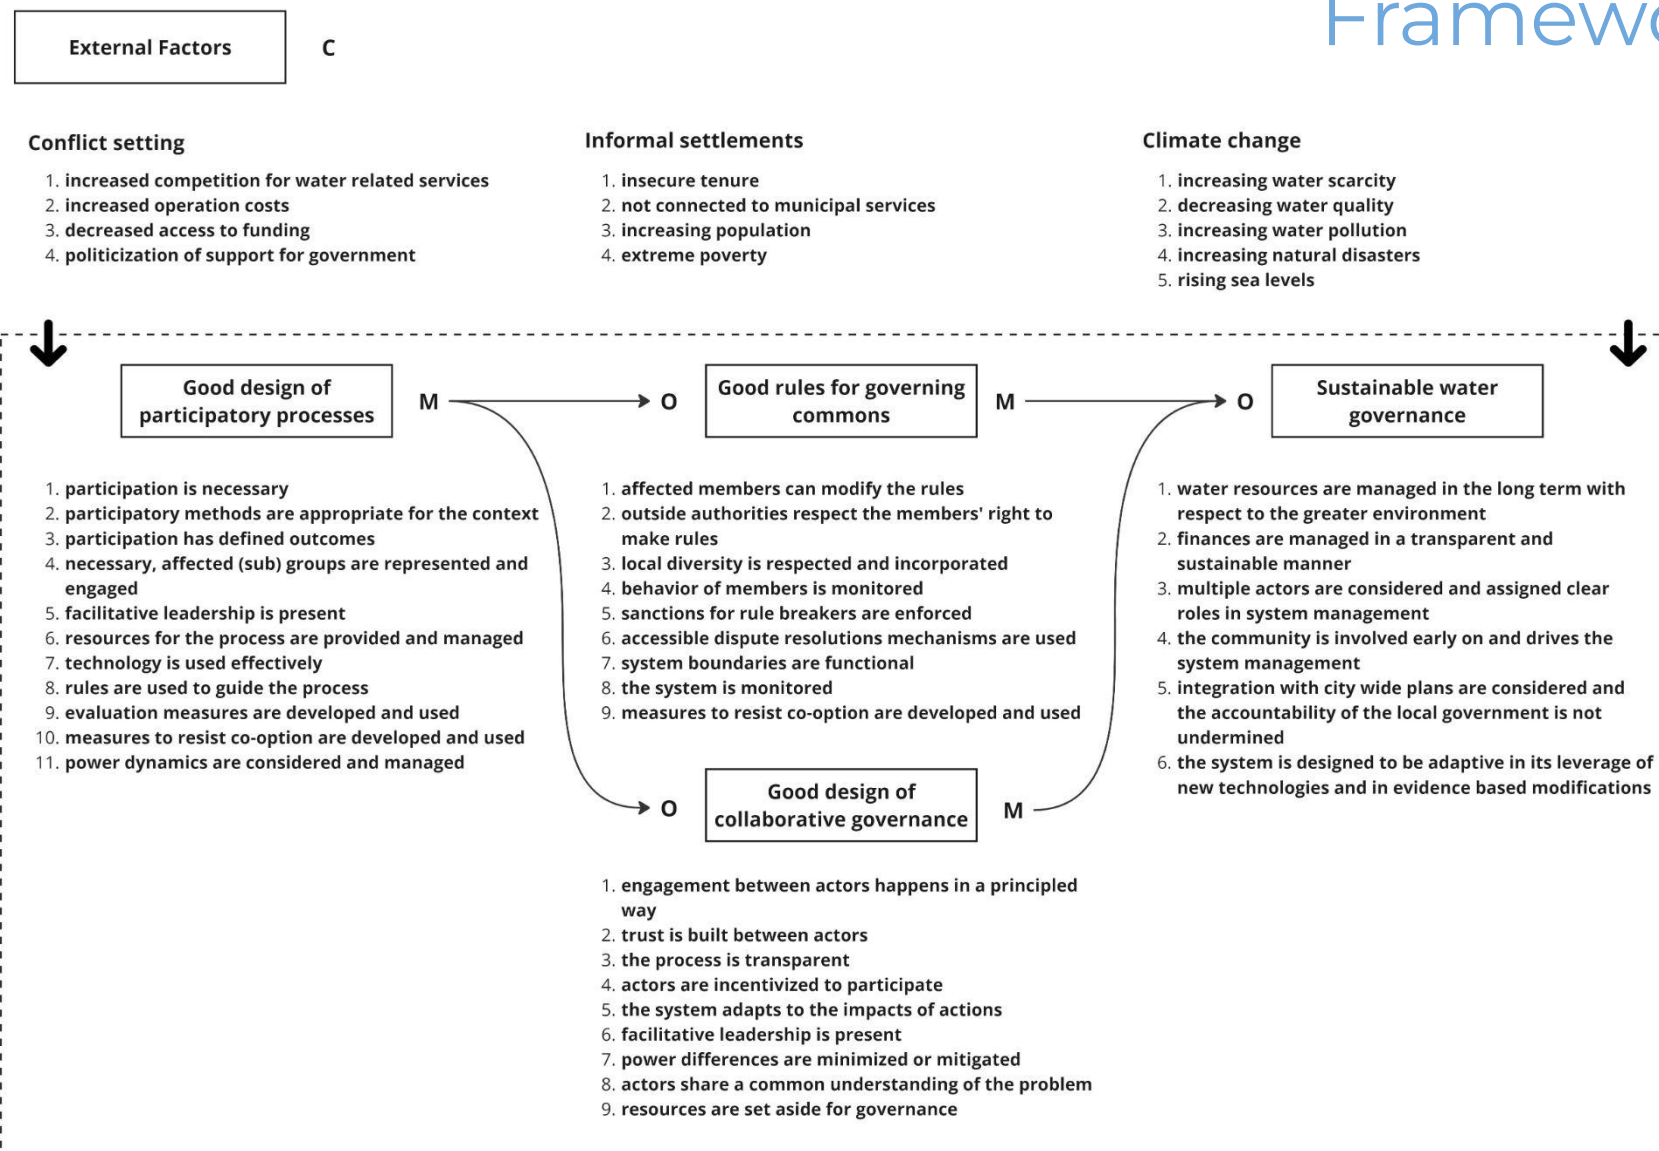 Framewo
External Factors
C
Conflict setting
1. increased competition for water related services
2. increased operation costs
3. decreased access to funding
4. politicization of support for government
Informal settlements
1. insecure tenure
2. not connected to municipal services
3. increasing population
4. extreme poverty
Climate change
1. increasing water scarcity
2. decreasing water quality
3. increasing water pollution
4. increasing natural disasters
5. rising sea levels
Good design of
participatory processes
M
1. participation is necessary
2. participatory methods are appropriate for the context
3. participation has defined outcomes
4. necessary, affected (sub) groups are represented and
engaged
5. facilitative leadership is present
6. resources for the process are provided and managed
7. technology is used effectively
8. rules are used to guide the process
9. evaluation measures are developed and used
10. measures to resist co-option are developed and used
11. power dynamics are considered and managed
O
Good rules for governing
commons
M
1. affected members can modify the rules
2. outside authorities respect the members' right to
make rules
3. local diversity is respected and incorporated
4. behavior of members is monitored
5. sanctions for rule breakers are enforced
6. accessible dispute resolutions mechanisms are used
7. system boundaries are functional
8. the system is monitored
9. measures to resist co-option are developed and used
O
Good design of
collaborative governance
M
1. engagement between actors happens in a principled
way
2. trust is built between actors
3. the process is transparent
4. actors are incentivized to participate
5. the system adapts to the impacts of actions
6. facilitative leadership is present
7. power differences are minimized or mitigated
8. actors share a common understanding of the problem
9. resources are set aside for governance
O
Sustainable water
governance
1. water resources are managed in the long term with
respect to the greater environment
2. finances are managed in a transparent and
sustainable manner
3. multiple actors are considered and assigned clear
roles in system management
4. the community is involved early on and drives the
system management
5. integration with city wide plans are considered and
the accountability of the local government is not
undermined
6. the system is designed to be adaptive in its leverage of
new technologies and in evidence based modifications